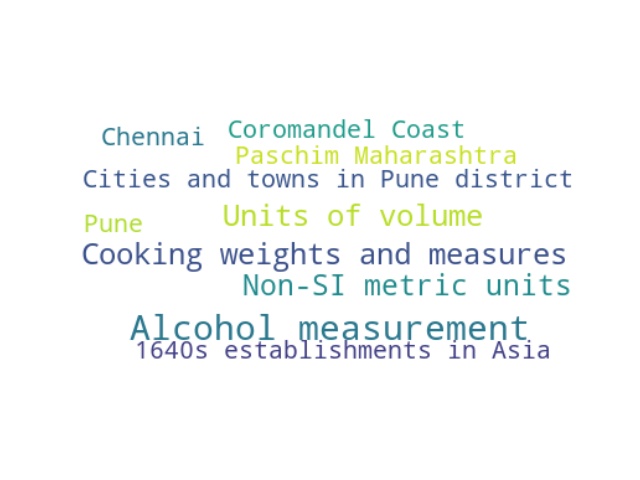 Chennai
Coromandel Coast
Paschim Maharashtra
Cities and towns in Pune district
Pune
Units of volume
Cooking weights and measures
Non-SI metric units
Alcohol measurement
1640s establishments in Asia